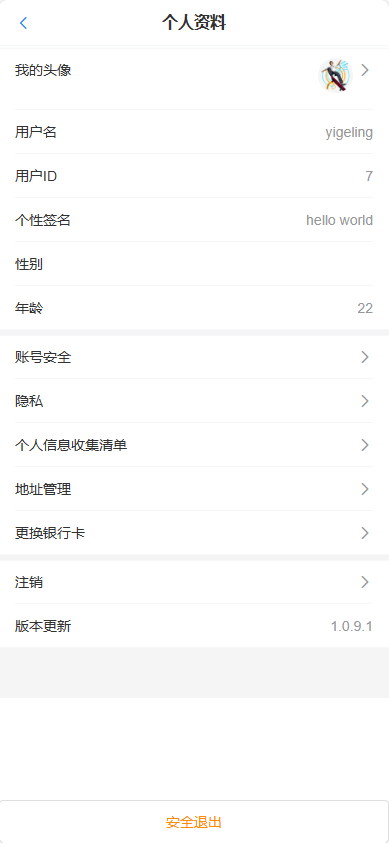 个人资料
我的头像
用户名 yigeling
用户ID 7
个性签名 hello world
性别
年龄 22
账号安全
隐私
个人信息收集清单
地址管理
更换银行卡
注销
版本更新 1.0.9.1
安全退出